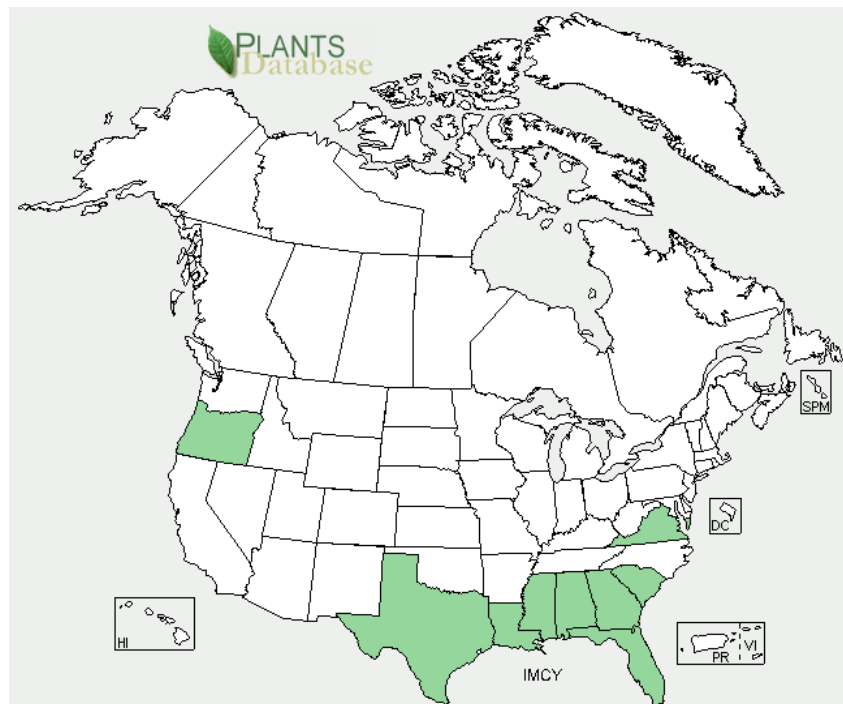 PLANTS
Database
SPM
DC
HI
PR
VI
IMCY